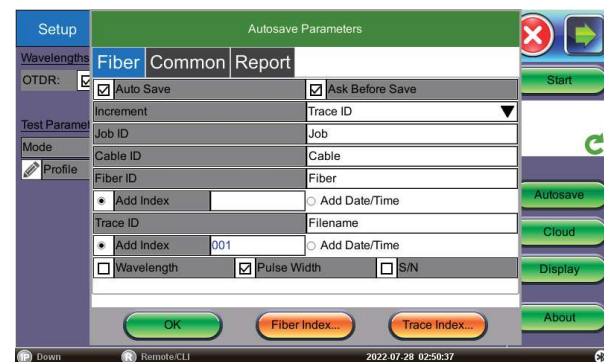 Setup
Autosave Parameters
Wavelengths
OTDR:
Fiber Common Report
Start
Auto Save Ask Before Save
Increment Trace ID
Test Paramet
Job ID Job
Mode
Cable ID Cable
Profile
Fiber ID Fiber
Add Index Add Date/Time
Autosave
Trace ID Filename
Cloud
Add Index 001 Add Date/Time
Wavelength Pulse Width S/N
Display
OK Fiber Index... Trace Index...
About
IP Down R Remote/CLI 2022-07-28 02:50:37